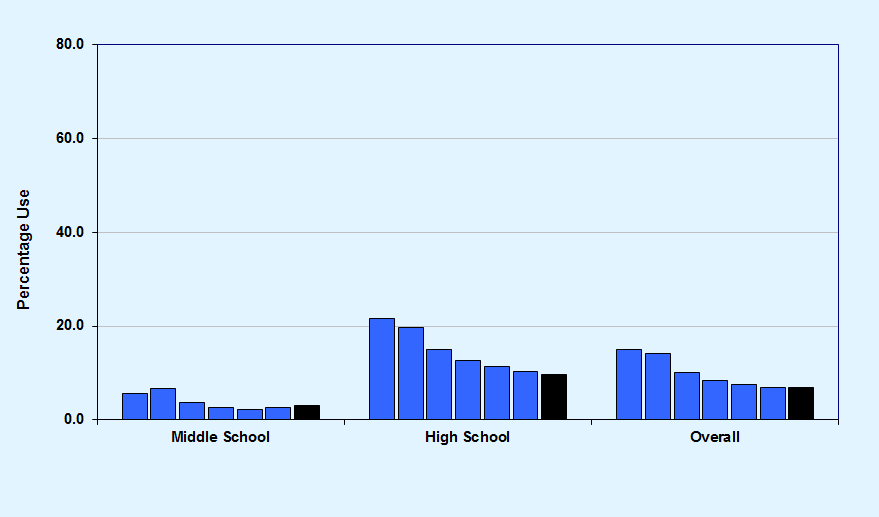 80.0
60.0
40.0
20.0
0.0
Percentage Use
Middle School
High School
Overall